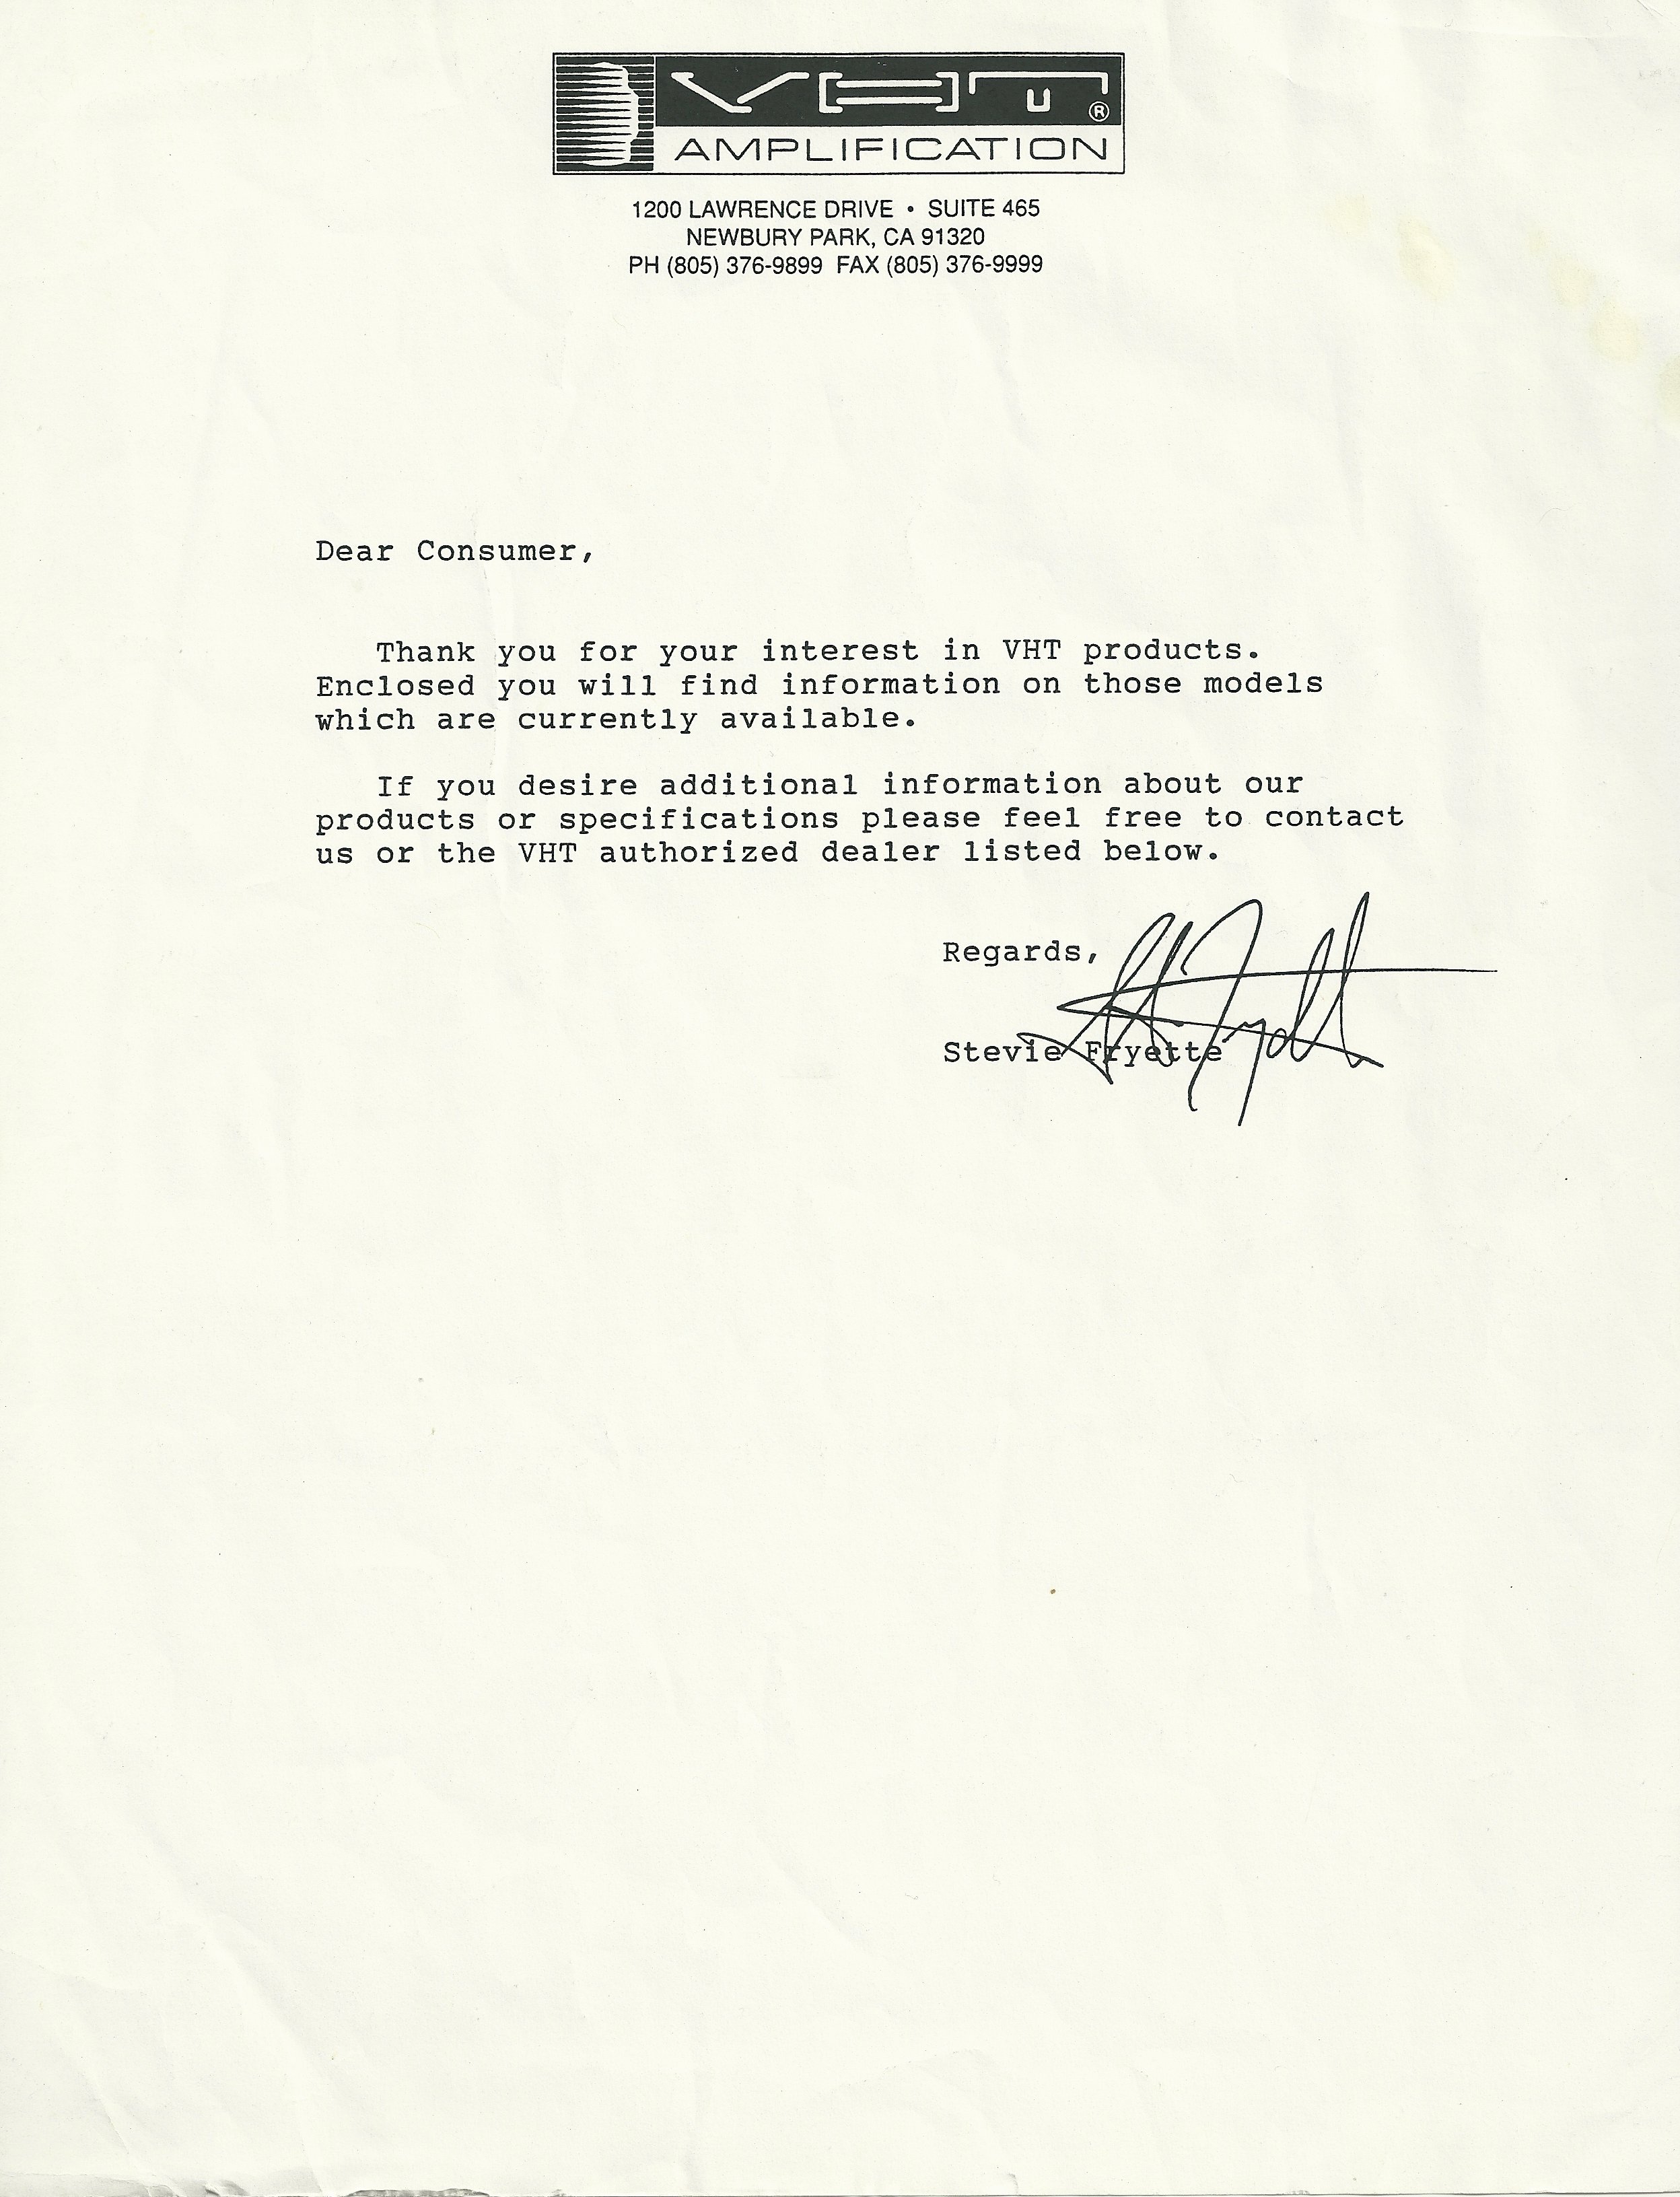 VHT ®
AMPLIFICATION
1200 LAWRENCE DRIVE • SUITE 465
NEWBURY PARK, CA 91320
PH (805) 376-9899 FAX (805) 376-9999
Dear Consumer,
Thank you for your interest in VHT products.
Enclosed you will find information on those models
which are currently available.
If you desire additional information about our
products or specifications please feel free to contact
us or the VHT authorized dealer listed below.
Regards,
Stevie Fryette